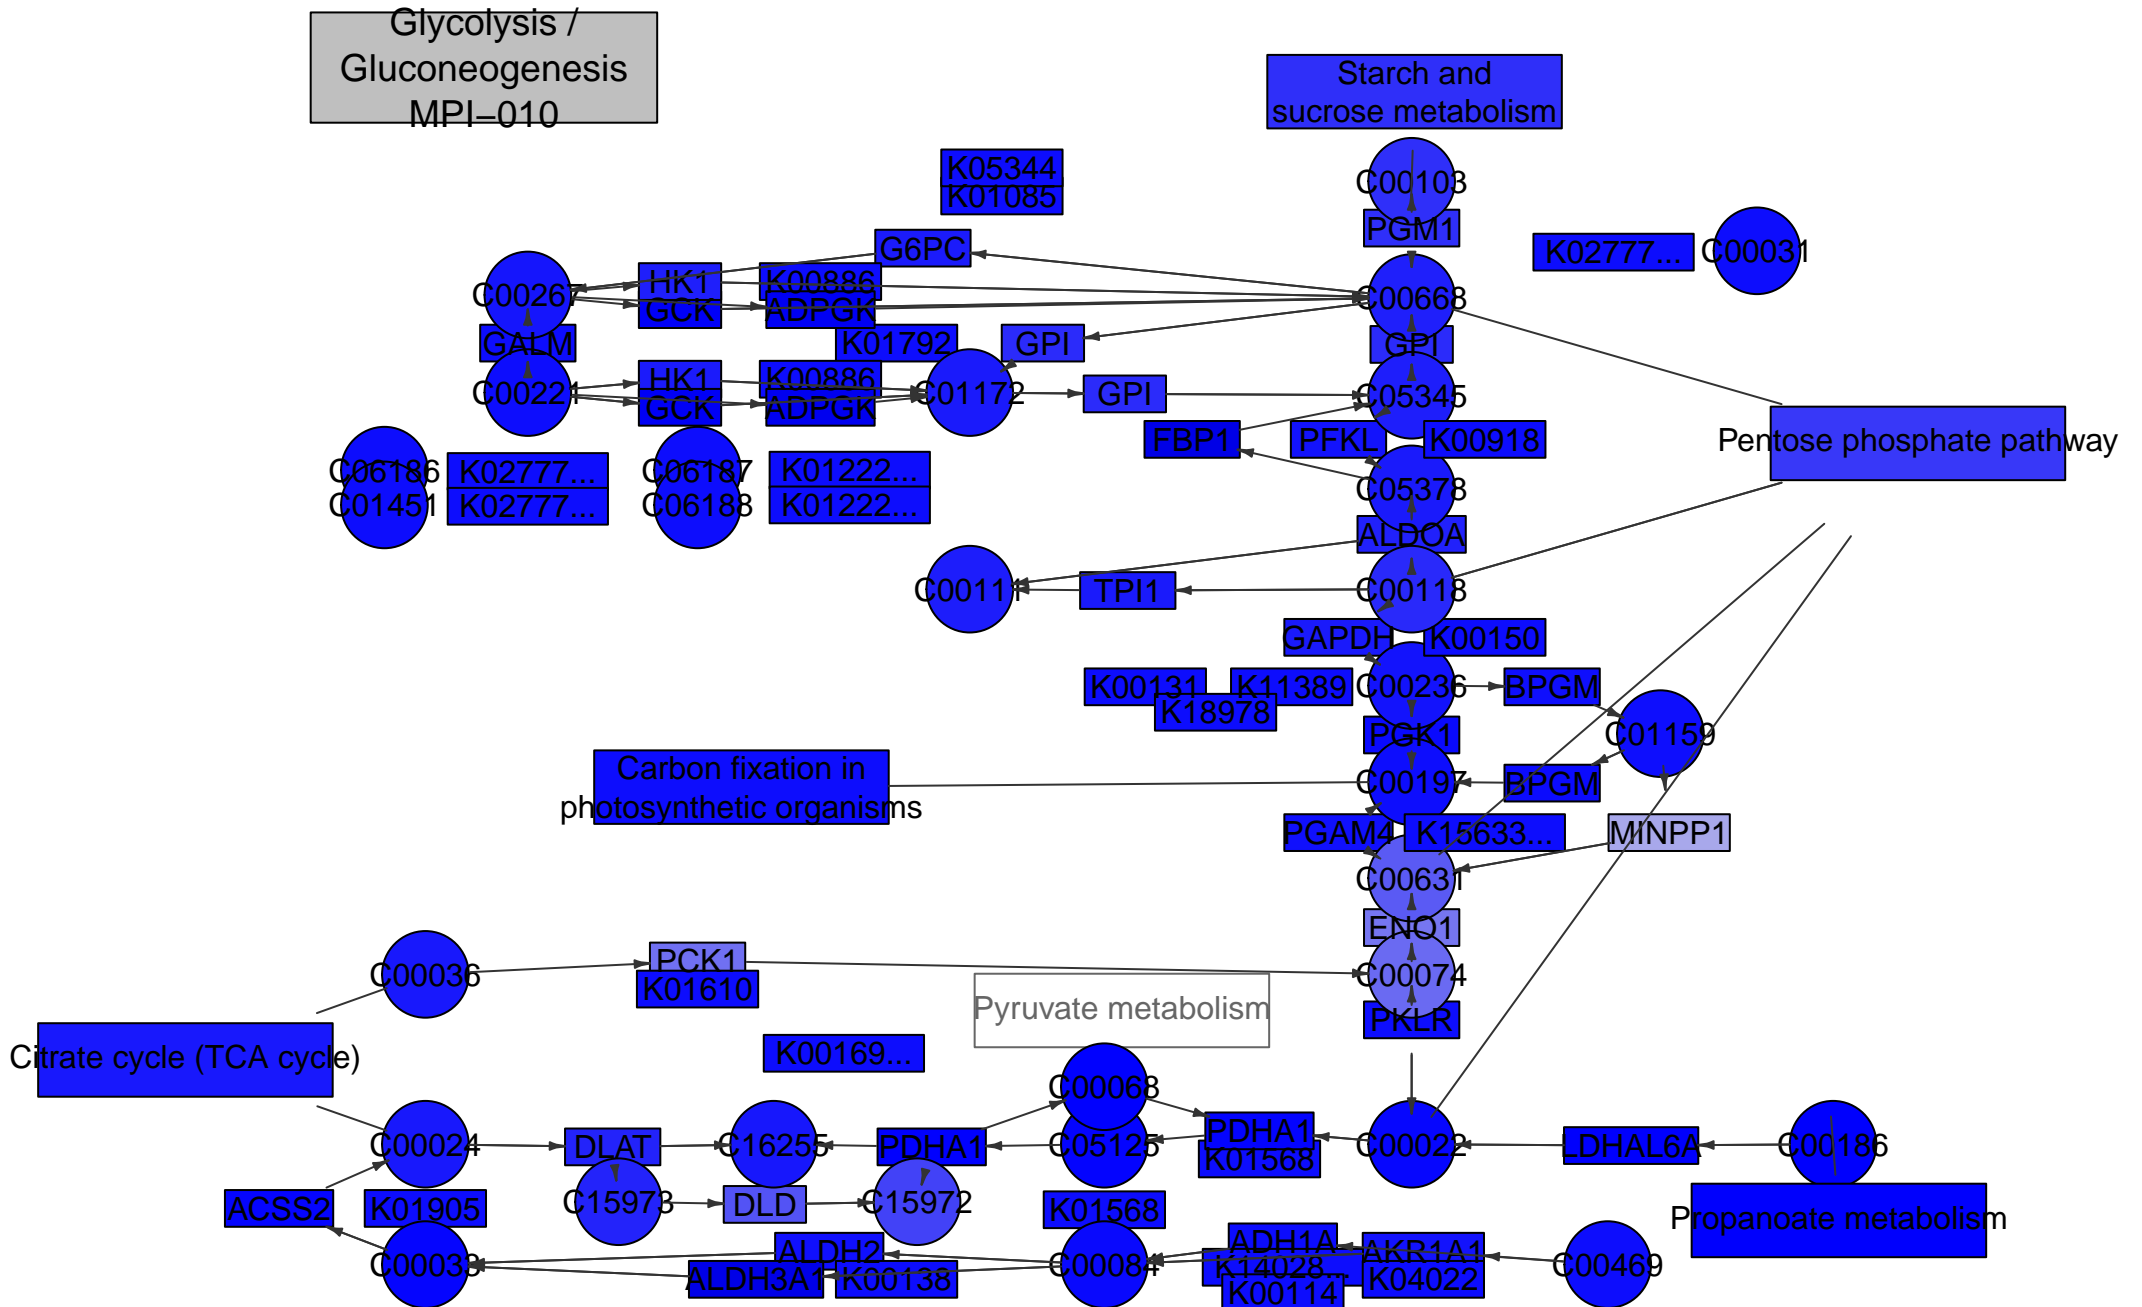 Glycolysis /
Gluconeogenesis
MPI–010
Starch and
sucrose metabolism
K05344
K01085
C00103
PGM1
G6PC
K02777...
C00031
C00267
HK1
K00886
GCK
ADPGK
C00668
GALM
K01792
GPI
GPI
C00221
HK1
K00886
GCK
ADPGK
C01172
GPI
C05345
FBP1
PFKL
K00918
Pentose phosphate pathway
C06186
K02777...
C06187
K01222...
C05378
C01451
K02777...
C06188
K01222...
ALDOA
C00111
TPI1
C00118
GAPDH
K00150
K00131
K11389
K18978
C00236
BPGM
PGK1
C01159
Carbon fixation in
photosynthetic organisms
C00197
BPGM
PGAM4
K15633...
MINPP1
C00631
ENO1
C00036
PCK1
K01610
C00074
Pyruvate metabolism
PKLR
Citrate cycle (TCA cycle)
K00169...
C00068
C00024
DLAT
C16255
PDHA1
C05125
PDHA1
K01568
C00022
LDHAL6A
C00186
ACSS2
K01905
C15973
DLD
C15972
K01568
Propanoate metabolism
C00033
ALDH2
ALDH3A1
K00138
C00084
ADH1A
K14028...
K00114
AKR1A1
K04022
C00469